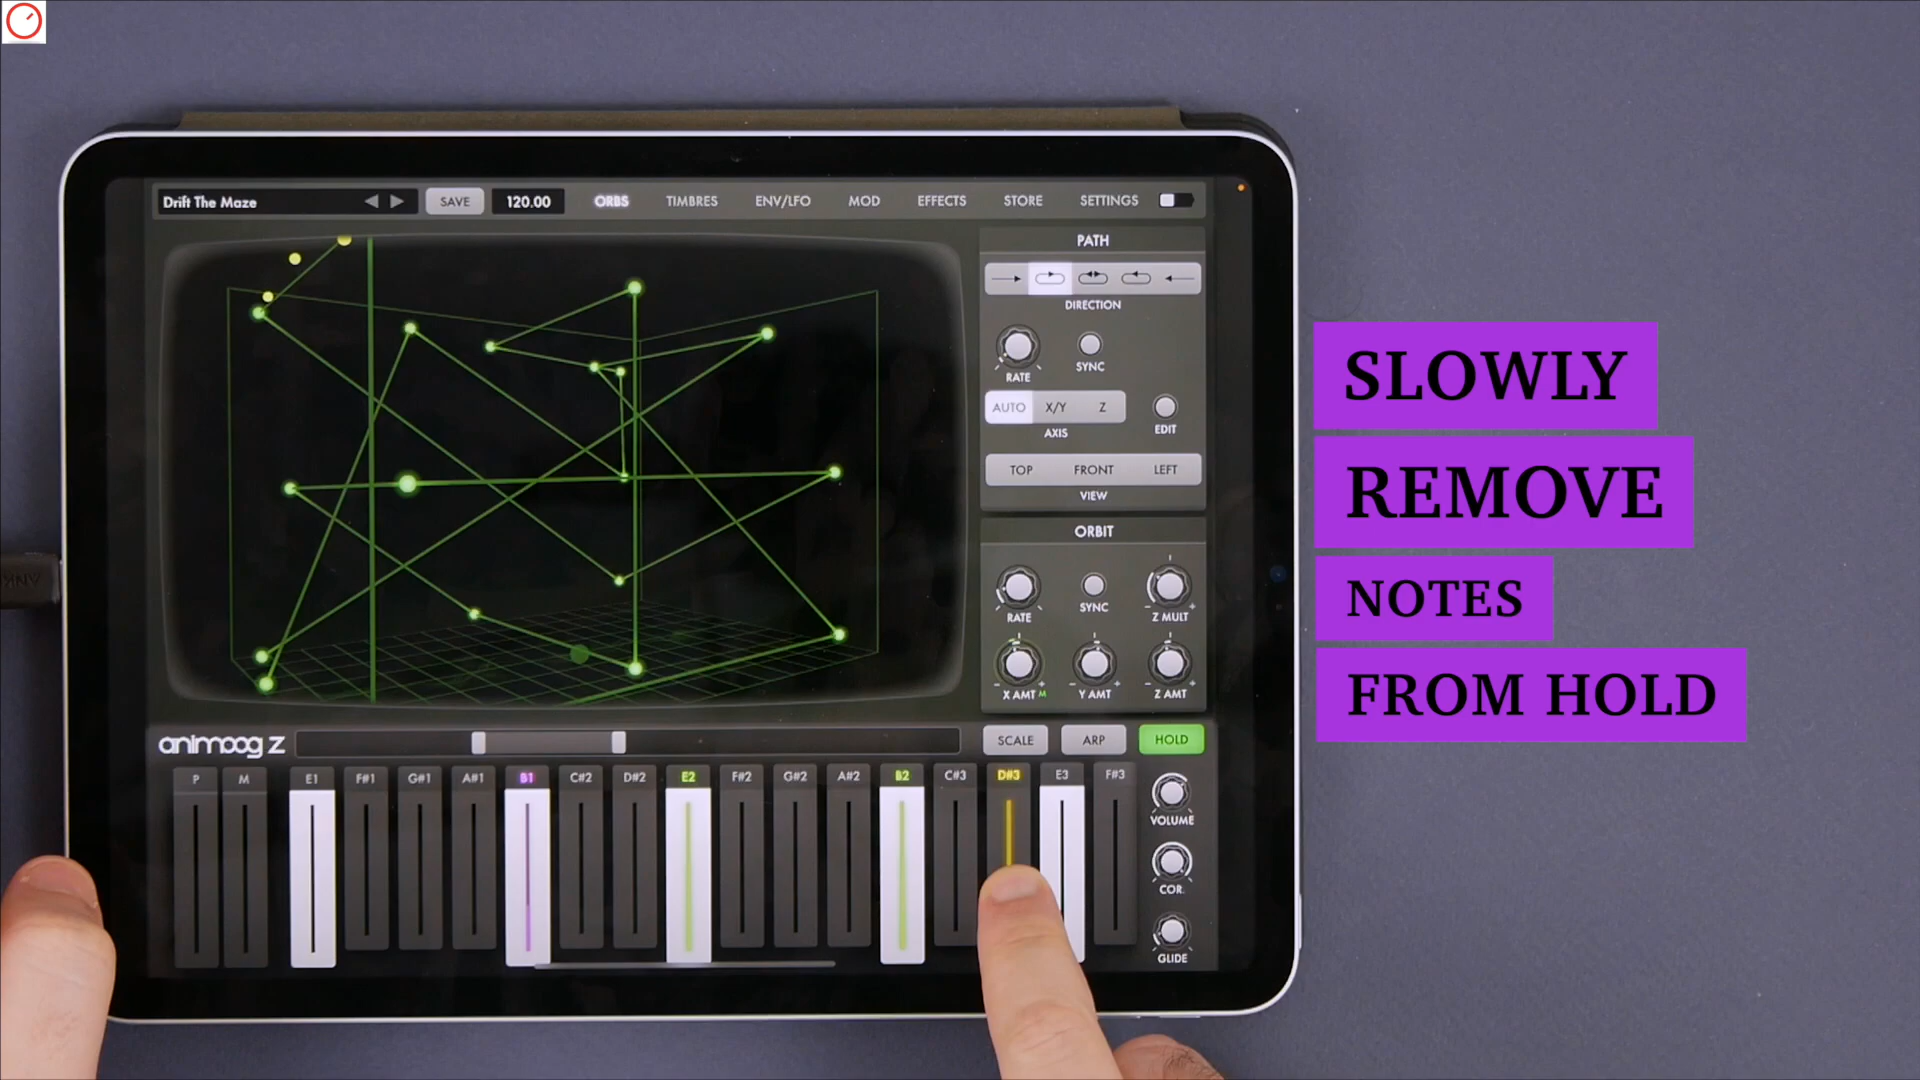 Drift The Maze SAVE 120.00 ORBS TIMBRES ENV/LFO MOD EFFECTS STORE SETTINGS
PATH
DIRECTION
RATE SYNC
AUTO X/Y Z
AXIS EDIT
TOP FRONT LEFT
VIEW
ORBIT
RATE SYNC - Z MULT +
- X AMT M + - Y AMT + - Z AMT +
animoog Z SCALE ARP HOLD
P M E1 F#1 G#1 A#1 B1 C#2 D#2 E2 F#2 G#2 A#2 B2 C#3 D#3 E3 F#3
VOLUME
COR.
GLIDE
SLOWLY
REMOVE
NOTES
FROM HOLD